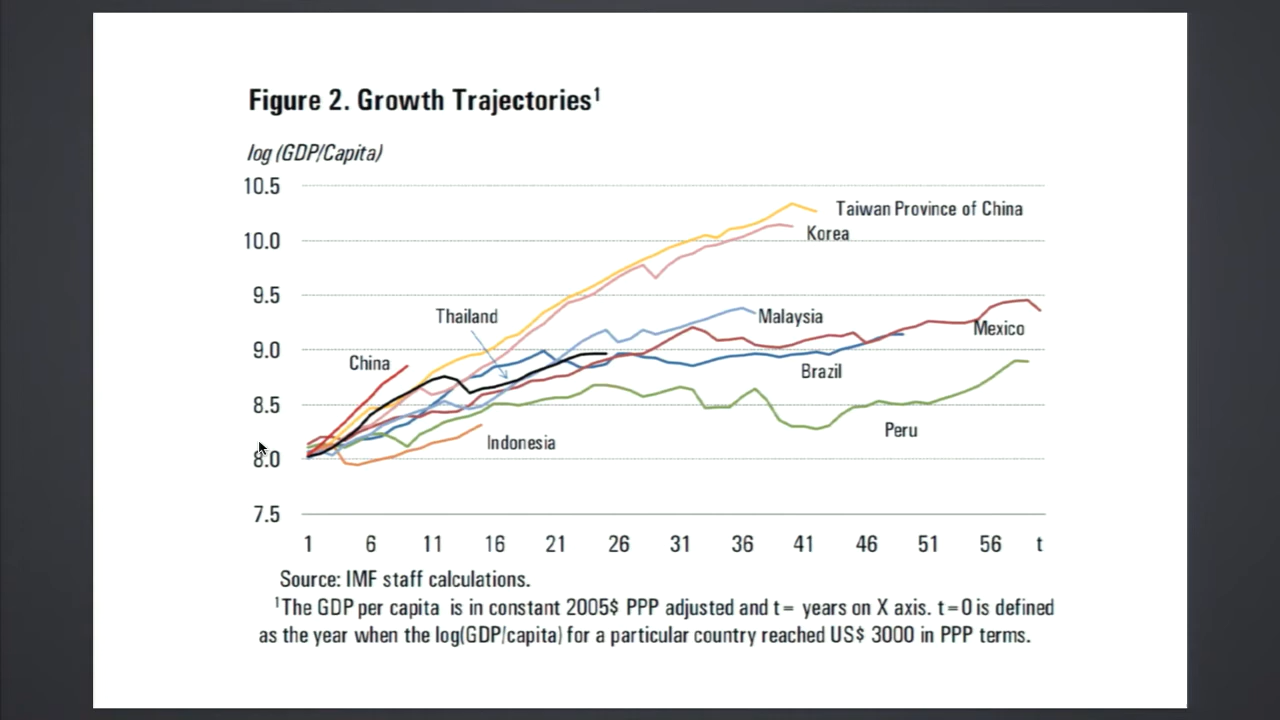 Figure 2. Growth Trajectories¹
log (GDP/Capita)
10.5
10.0
9.5
9.0
8.5
8.0
7.5
Taiwan Province of China
Korea
Thailand
Malaysia
Mexico
China
Brazil
Peru
Indonesia
1 6 11 16 21 26 31 36 41 46 51 56 t
Source: IMF staff calculations.
¹The GDP per capita is in constant 2005$ PPP adjusted and t= years on X axis. t=0 is defined
as the year when the log(GDP/capita) for a particular country reached US$ 3000 in PPP terms.